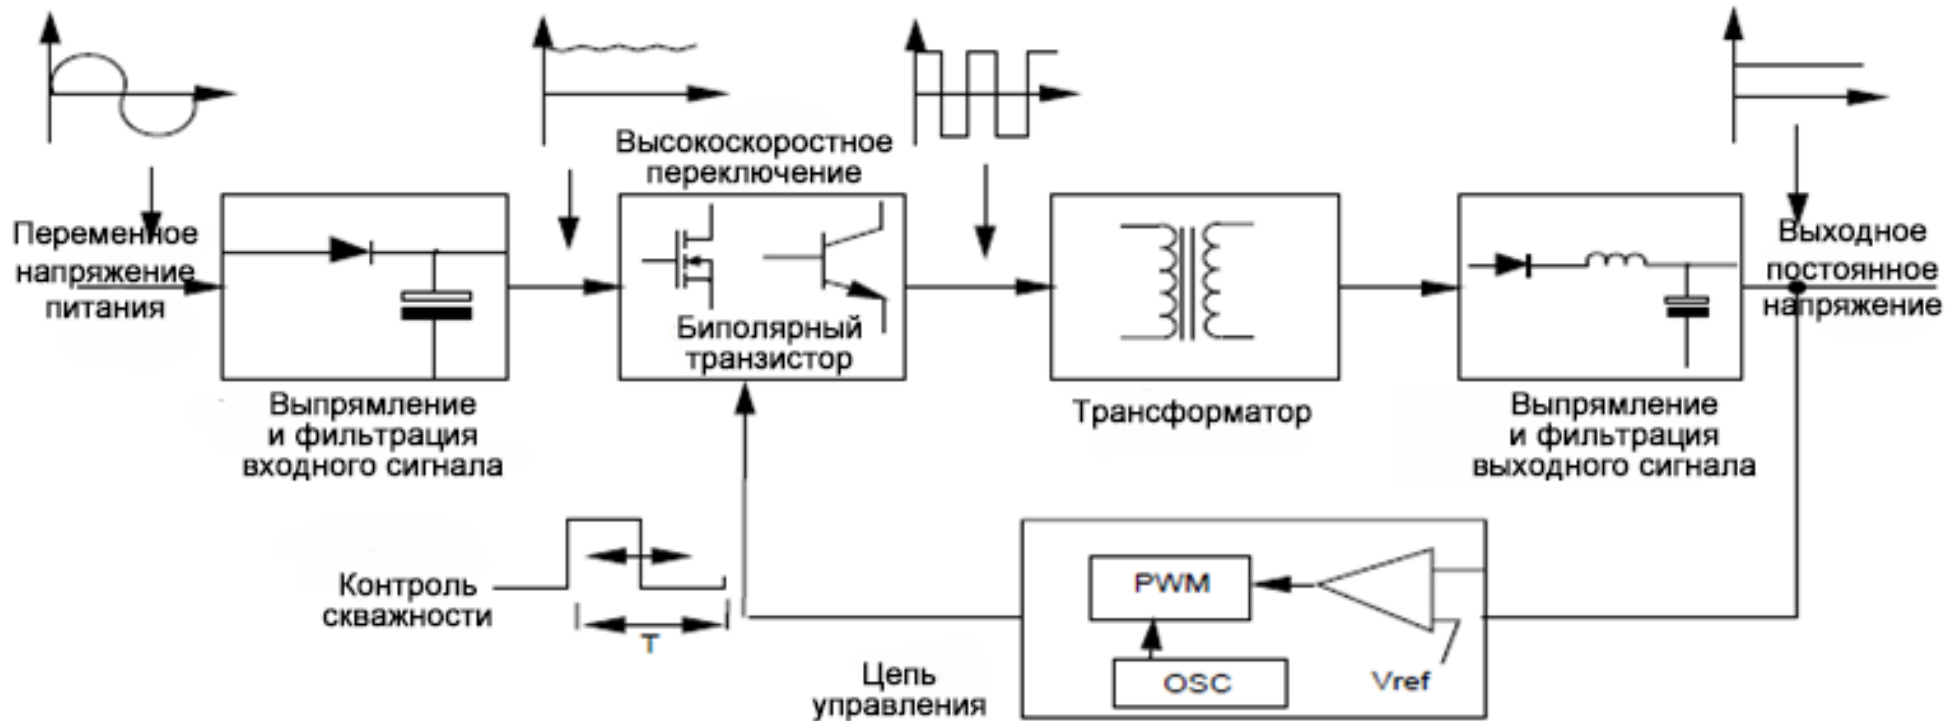 Переменное
напряжение
питания
Выпрямление
и фильтрация
входного сигнала
Высокоскоростное
переключение
Биполярный
транзистор
Трансформатор
Выпрямление
и фильтрация
выходного сигнала
Выходное
постоянное
напряжение
Контроль
скважности
T
Цепь
управления
PWM
OSC
Vref